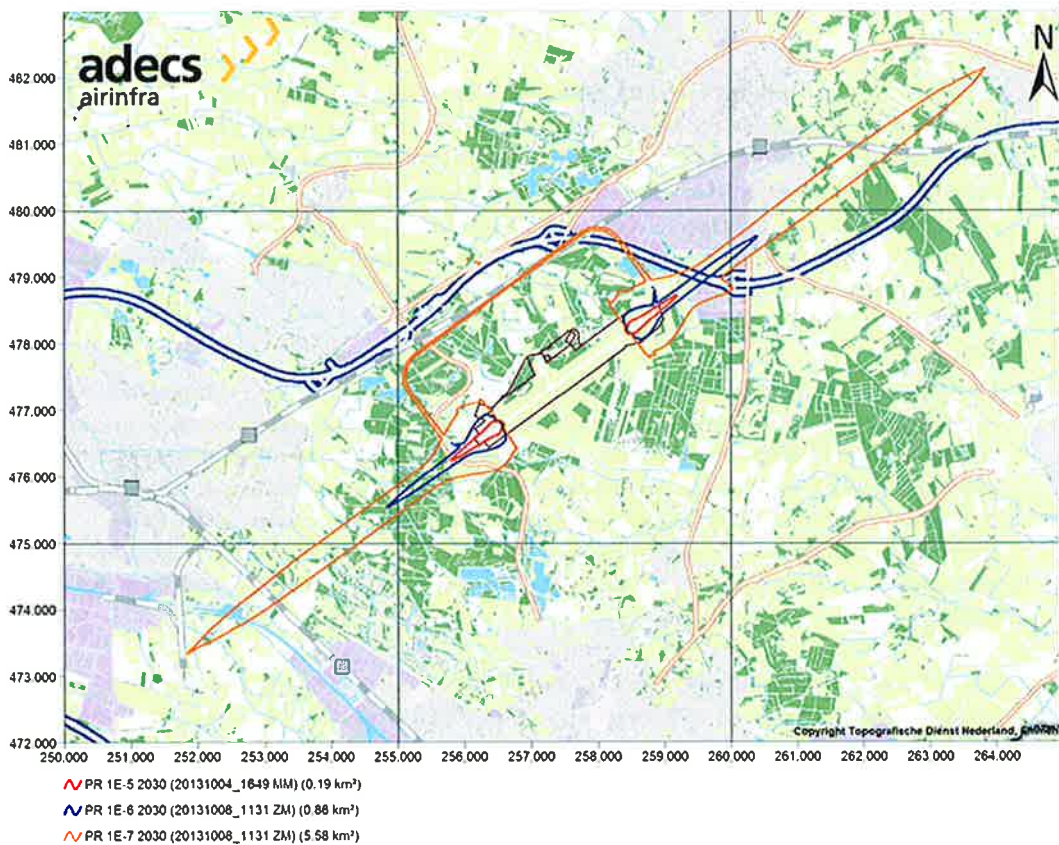 adecs
airinfra
N
482.000
481.000
480.000
479.000
478.000
477.000
476.000
475.000
474.000
473.000
472.000
250.000 251.000 252.000 253.000 254.000 255.000 256.000 257.000 258.000 259.000 260.000 261.000 262.000 263.000 264.000
Copyright Topografische Dienst Nederland,
PR 1E-5 2030 (20131004_1649 MM) (0.19 km²)
PR 1E-6 2030 (20131008_1131 ZM) (0.86 km²)
PR 1E-7 2030 (20131008_1131 ZM) (5.58 km²)